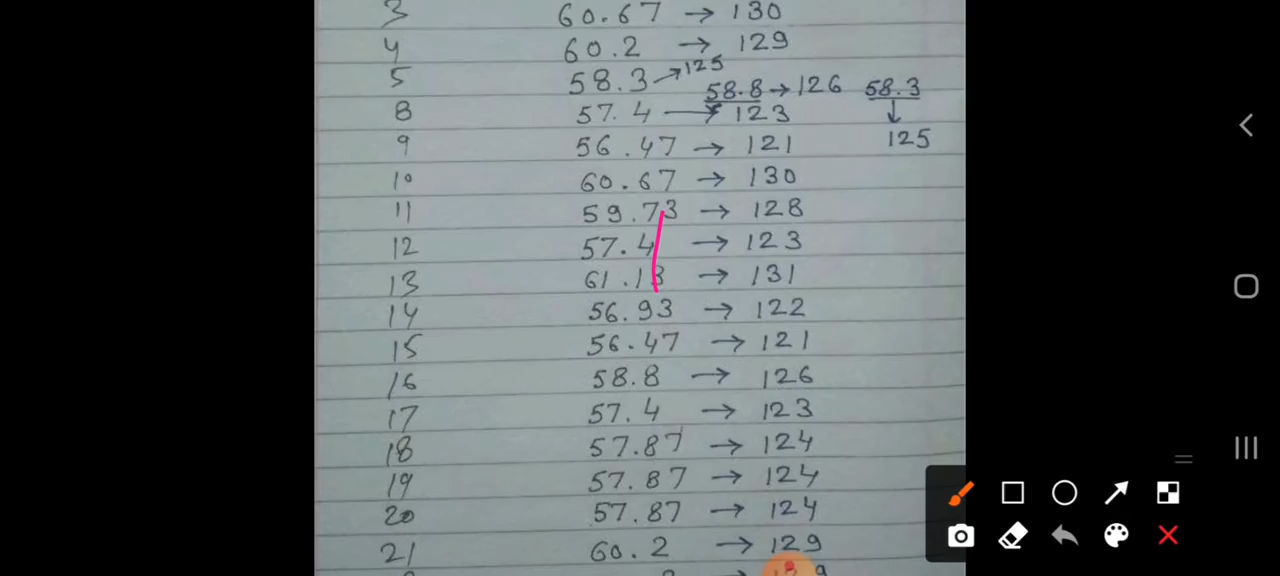 3 60.67 → 130
4 60.2 → 129
5 58.3 → 125
58.8 → 126 58.3
8 57.4 → 123
↓
9 56.47 → 121 125
10 60.67 → 130
11 59.73 → 128
12 57.4 → 123
13 61.13 → 131
14 56.93 → 122
15 56.47 → 121
16 58.8 → 126
17 57.4 → 123
18 57.87 → 124
19 57.87 → 124
20 57.87 → 124
21 60.2 → 129